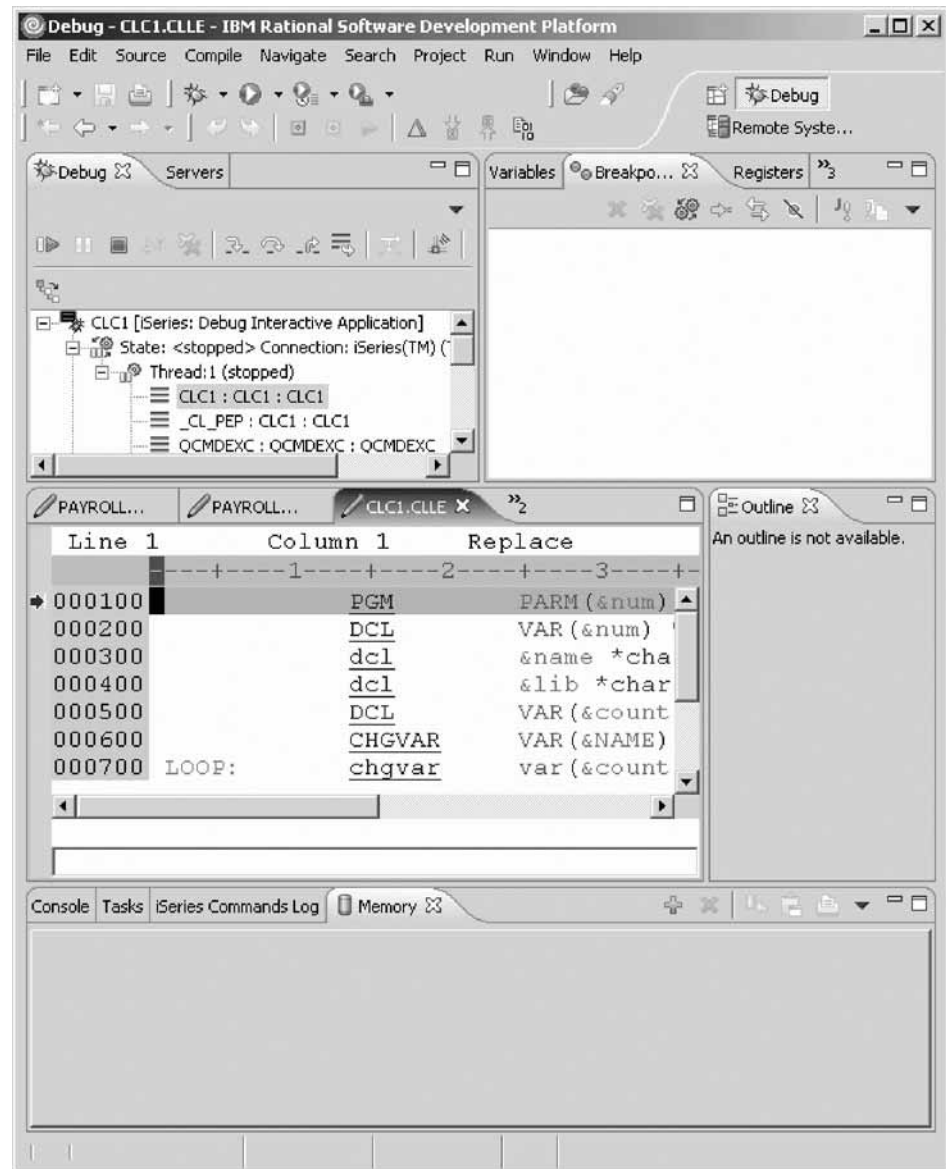 Debug - CLC1.CLLE - IBM Rational Software Development Platform
File Edit Source Compile Navigate Search Project Run Window Help
Debug
Remote Syste...
Debug Servers
Variables Breakpo... Registers »3
CLC1 [iSeries: Debug Interactive Application]
State: <stopped> Connection: iSeries(TM) (
Thread:1 (stopped)
CLC1 : CLC1 : CLC1
_CL_PEP : CLC1 : CLC1
QCMDEXC : QCMDEXC : QCMDEXC
PAYROLL... PAYROLL... CLC1.CLLE »2
Outline
An outline is not available.
Line 1 Column 1 Replace
----+----1----+----2----+----3----+-
000100 PGM PARM(&num)
000200 DCL VAR(&num)
000300 dcl &name *cha
000400 dcl &lib *char
000500 DCL VAR(&count
000600 CHGVAR VAR(&NAME)
000700 LOOP: chgvar var(&count
Console Tasks iSeries Commands Log Memory